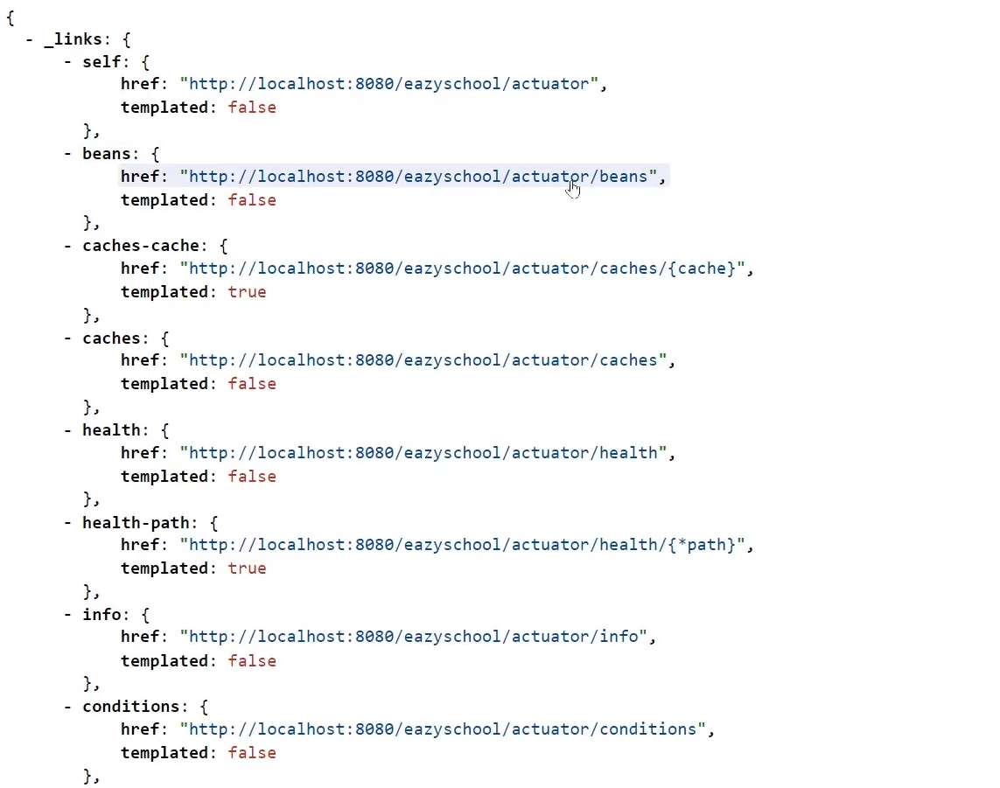 {
- _links: {
- self: {
href: "http://localhost:8080/eazyschool/actuator",
templated: false
},
- beans: {
href: "http://localhost:8080/eazyschool/actuator/beans",
templated: false
},
- caches-cache: {
href: "http://localhost:8080/eazyschool/actuator/caches/{cache}",
templated: true
},
- caches: {
href: "http://localhost:8080/eazyschool/actuator/caches",
templated: false
},
- health: {
href: "http://localhost:8080/eazyschool/actuator/health",
templated: false
},
- health-path: {
href: "http://localhost:8080/eazyschool/actuator/health/{*path}",
templated: true
},
- info: {
href: "http://localhost:8080/eazyschool/actuator/info",
templated: false
},
- conditions: {
href: "http://localhost:8080/eazyschool/actuator/conditions",
templated: false
},